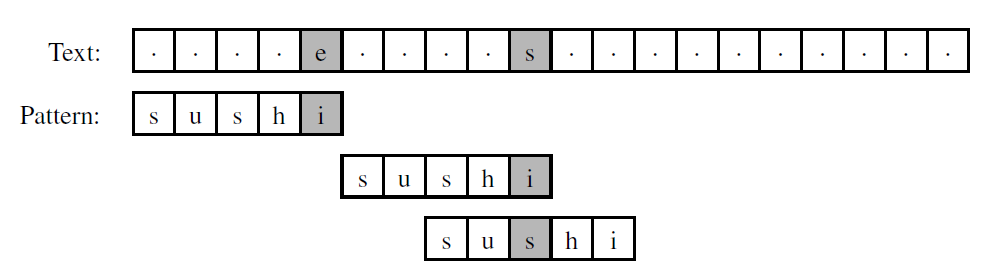 Text: · · · · e · · · · s · · · · · · · · · ·
Pattern: s u s h i
s u s h i
s u s h i